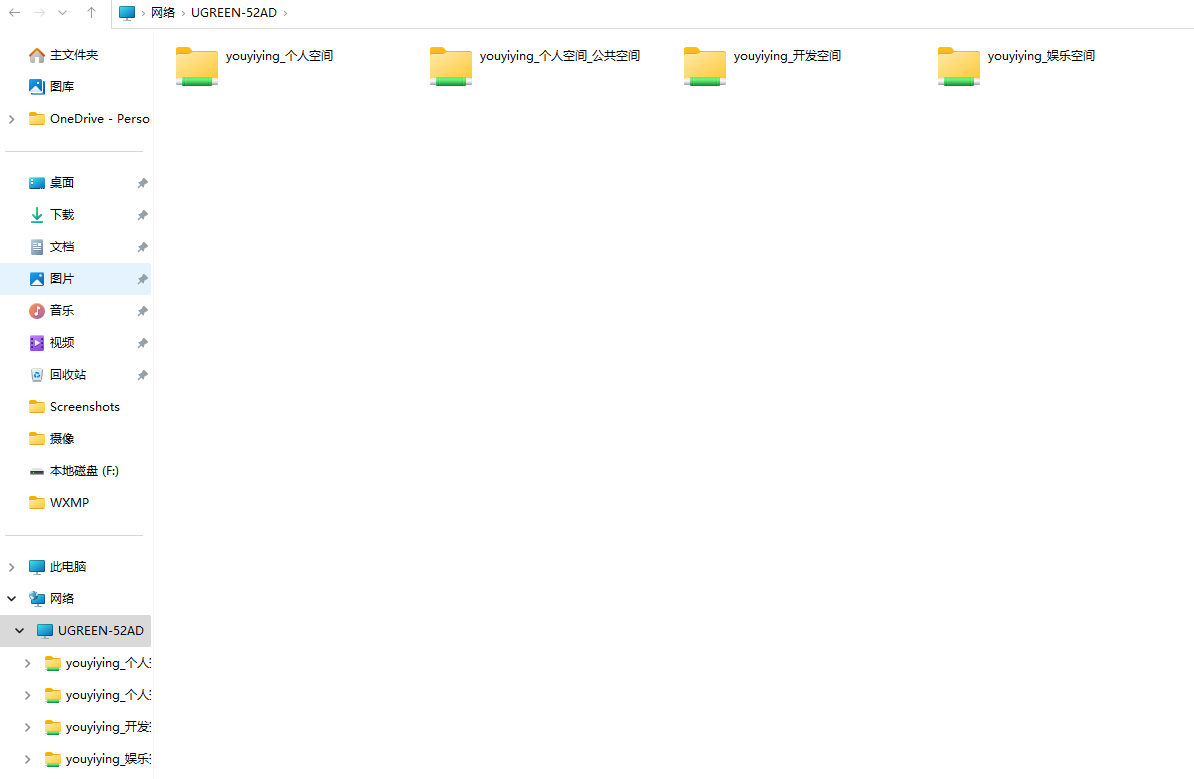 网络 › UGREEN-52AD ›
主文件夹
图库
OneDrive - Perso
桌面
下载
文档
图片
音乐
视频
回收站
Screenshots
摄像
本地磁盘 (F:)
WXMP
此电脑
网络
UGREEN-52AD
youyiying_个人
youyiying_个人
youyiying_开发
youyiying_娱乐
youyiying_个人空间
youyiying_个人空间_公共空间
youyiying_开发空间
youyiying_娱乐空间